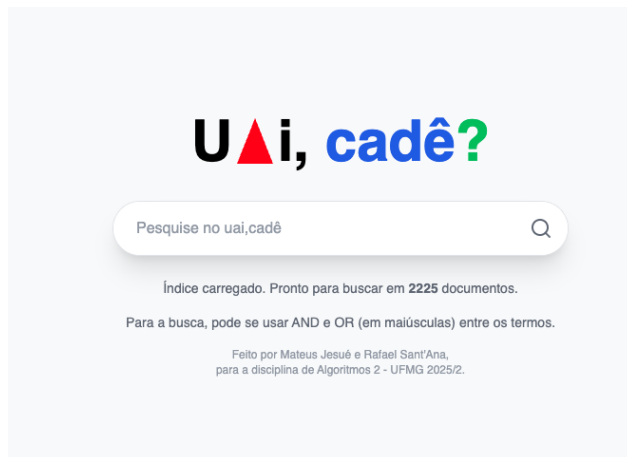 Uai, cadê?
Pesquise no uai,cadê
Índice carregado. Pronto para buscar em 2225 documentos.
Para a busca, pode se usar AND e OR (em maiúsculas) entre os termos.
Feito por Mateus Jesué e Rafael Sant'Ana,
para a disciplina de Algoritmos 2 - UFMG 2025/2.